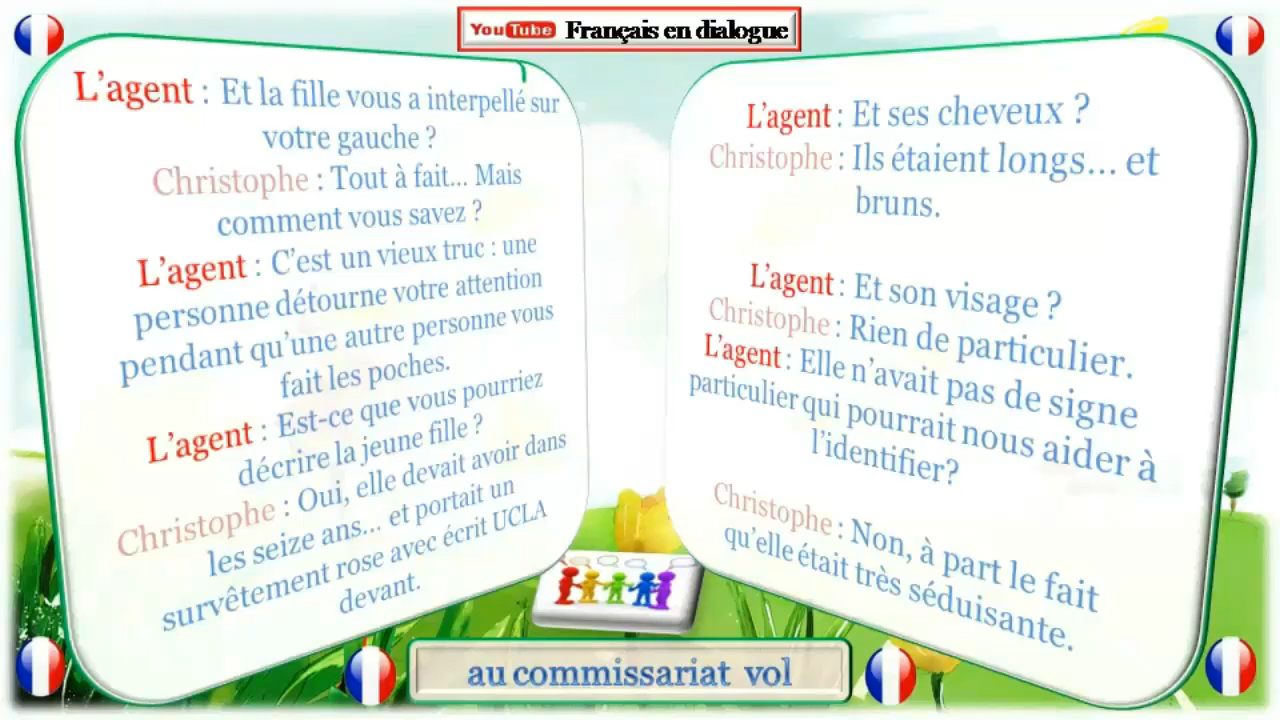 YouTube Français en dialogue
L'agent : Et la fille vous a interpellé sur
votre gauche ?
Christophe : Tout à fait... Mais
comment vous savez ?
L'agent : C'est un vieux truc : une
personne détourne votre attention
pendant qu'une autre personne vous
fait les poches.
L'agent : Est-ce que vous pourriez
décrire la jeune fille ?
Christophe : Oui, elle devait avoir dans
les seize ans... et portait un
survêtement rose avec écrit UCLA
devant.
L'agent : Et ses cheveux ?
Christophe : Ils étaient longs... et
bruns.
L'agent : Et son visage ?
Christophe : Rien de particulier.
L'agent : Elle n'avait pas de signe
particulier qui pourrait nous aider à
l'identifier?
Christophe : Non, à part le fait
qu'elle était très séduisante.
au commissariat vol